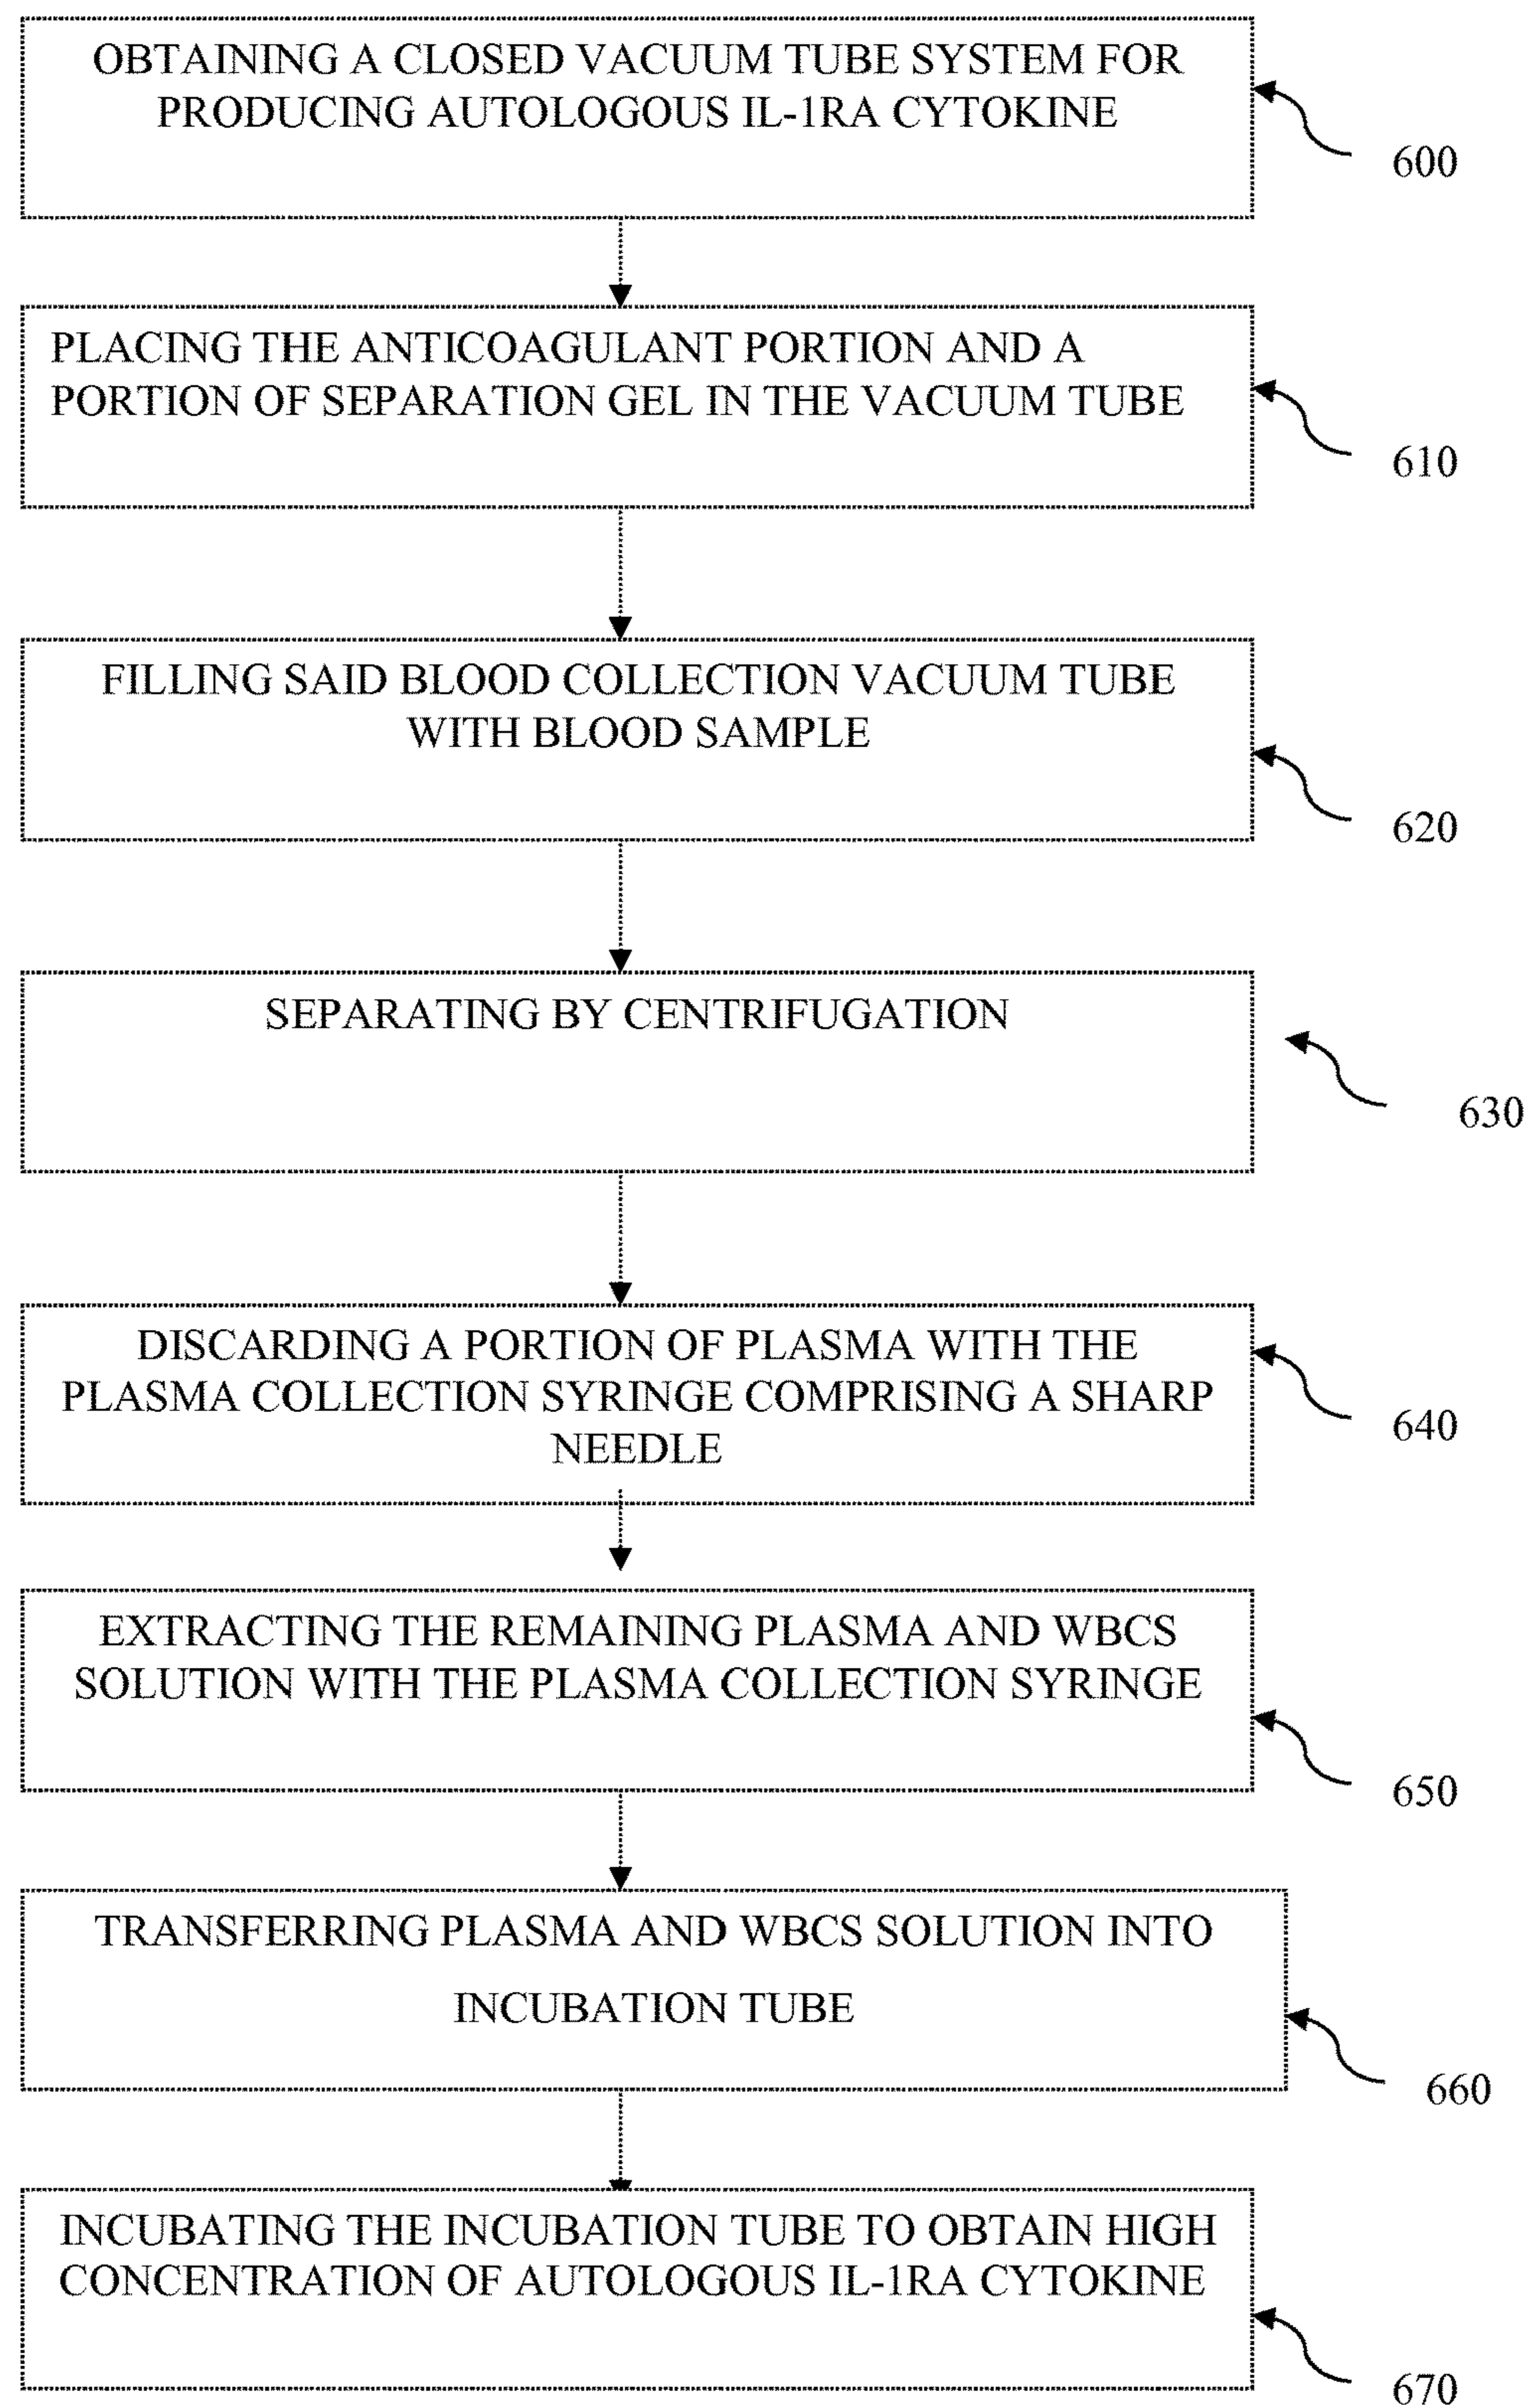 OBTAINING A CLOSED VACUUM TUBE SYSTEM FOR
PRODUCING AUTOLOGOUS IL-1RA CYTOKINE
600
PLACING THE ANTICOAGULANT PORTION AND A
PORTION OF SEPARATION GEL IN THE VACUUM TUBE
610
FILLING SAID BLOOD COLLECTION VACUUM TUBE
WITH BLOOD SAMPLE
620
SEPARATING BY CENTRIFUGATION
630
DISCARDING A PORTION OF PLASMA WITH THE
PLASMA COLLECTION SYRINGE COMPRISING A SHARP
NEEDLE
640
EXTRACTING THE REMAINING PLASMA AND WBCS
SOLUTION WITH THE PLASMA COLLECTION SYRINGE
650
TRANSFERRING PLASMA AND WBCS SOLUTION INTO
INCUBATION TUBE
660
INCUBATING THE INCUBATION TUBE TO OBTAIN HIGH
CONCENTRATION OF AUTOLOGOUS IL-1RA CYTOKINE
670